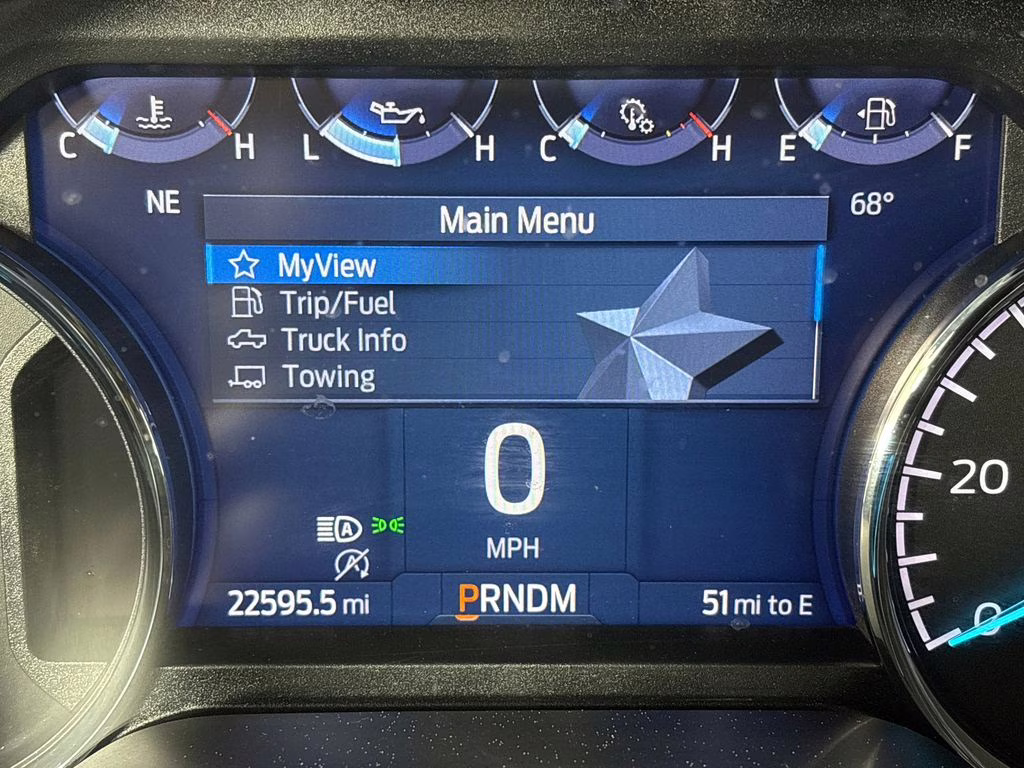 C H L H C H E F
NE
68°
Main Menu
MyView
Trip/Fuel
Truck Info
Towing
0
MPH
A
A
22595.5 mi
PRNDM
51 mi to E
20
0